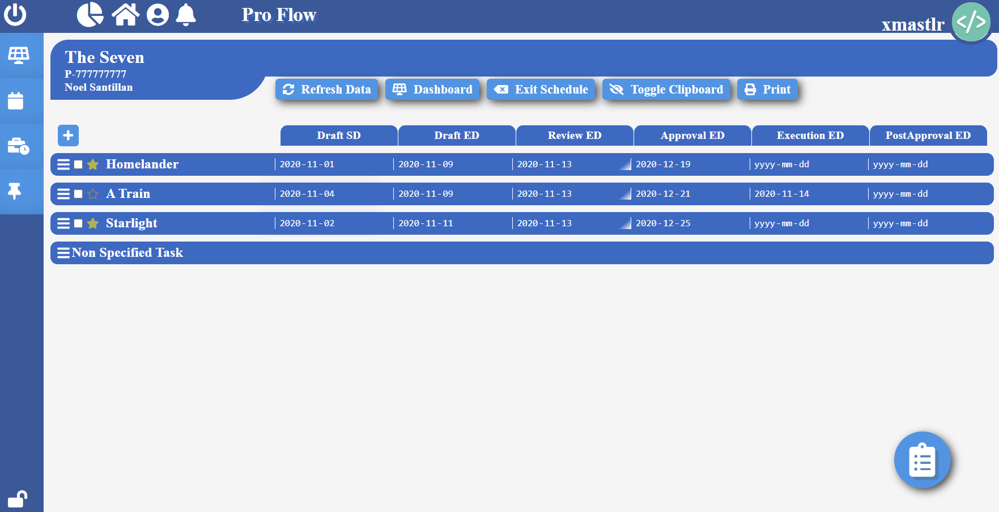 Pro Flow
xmastlr
The Seven
P-777777777
Noel Santillan
Refresh Data Dashboard Exit Schedule Toggle Clipboard Print
Draft SD Draft ED Review ED Approval ED Execution ED PostApproval ED
Homelander 2020-11-01 2020-11-09 2020-11-13 2020-12-19 yyyy-mm-dd yyyy-mm-dd
A Train 2020-11-04 2020-11-09 2020-11-13 2020-12-21 2020-11-14 yyyy-mm-dd
Starlight 2020-11-02 2020-11-11 2020-11-13 2020-12-25 yyyy-mm-dd yyyy-mm-dd
Non Specified Task